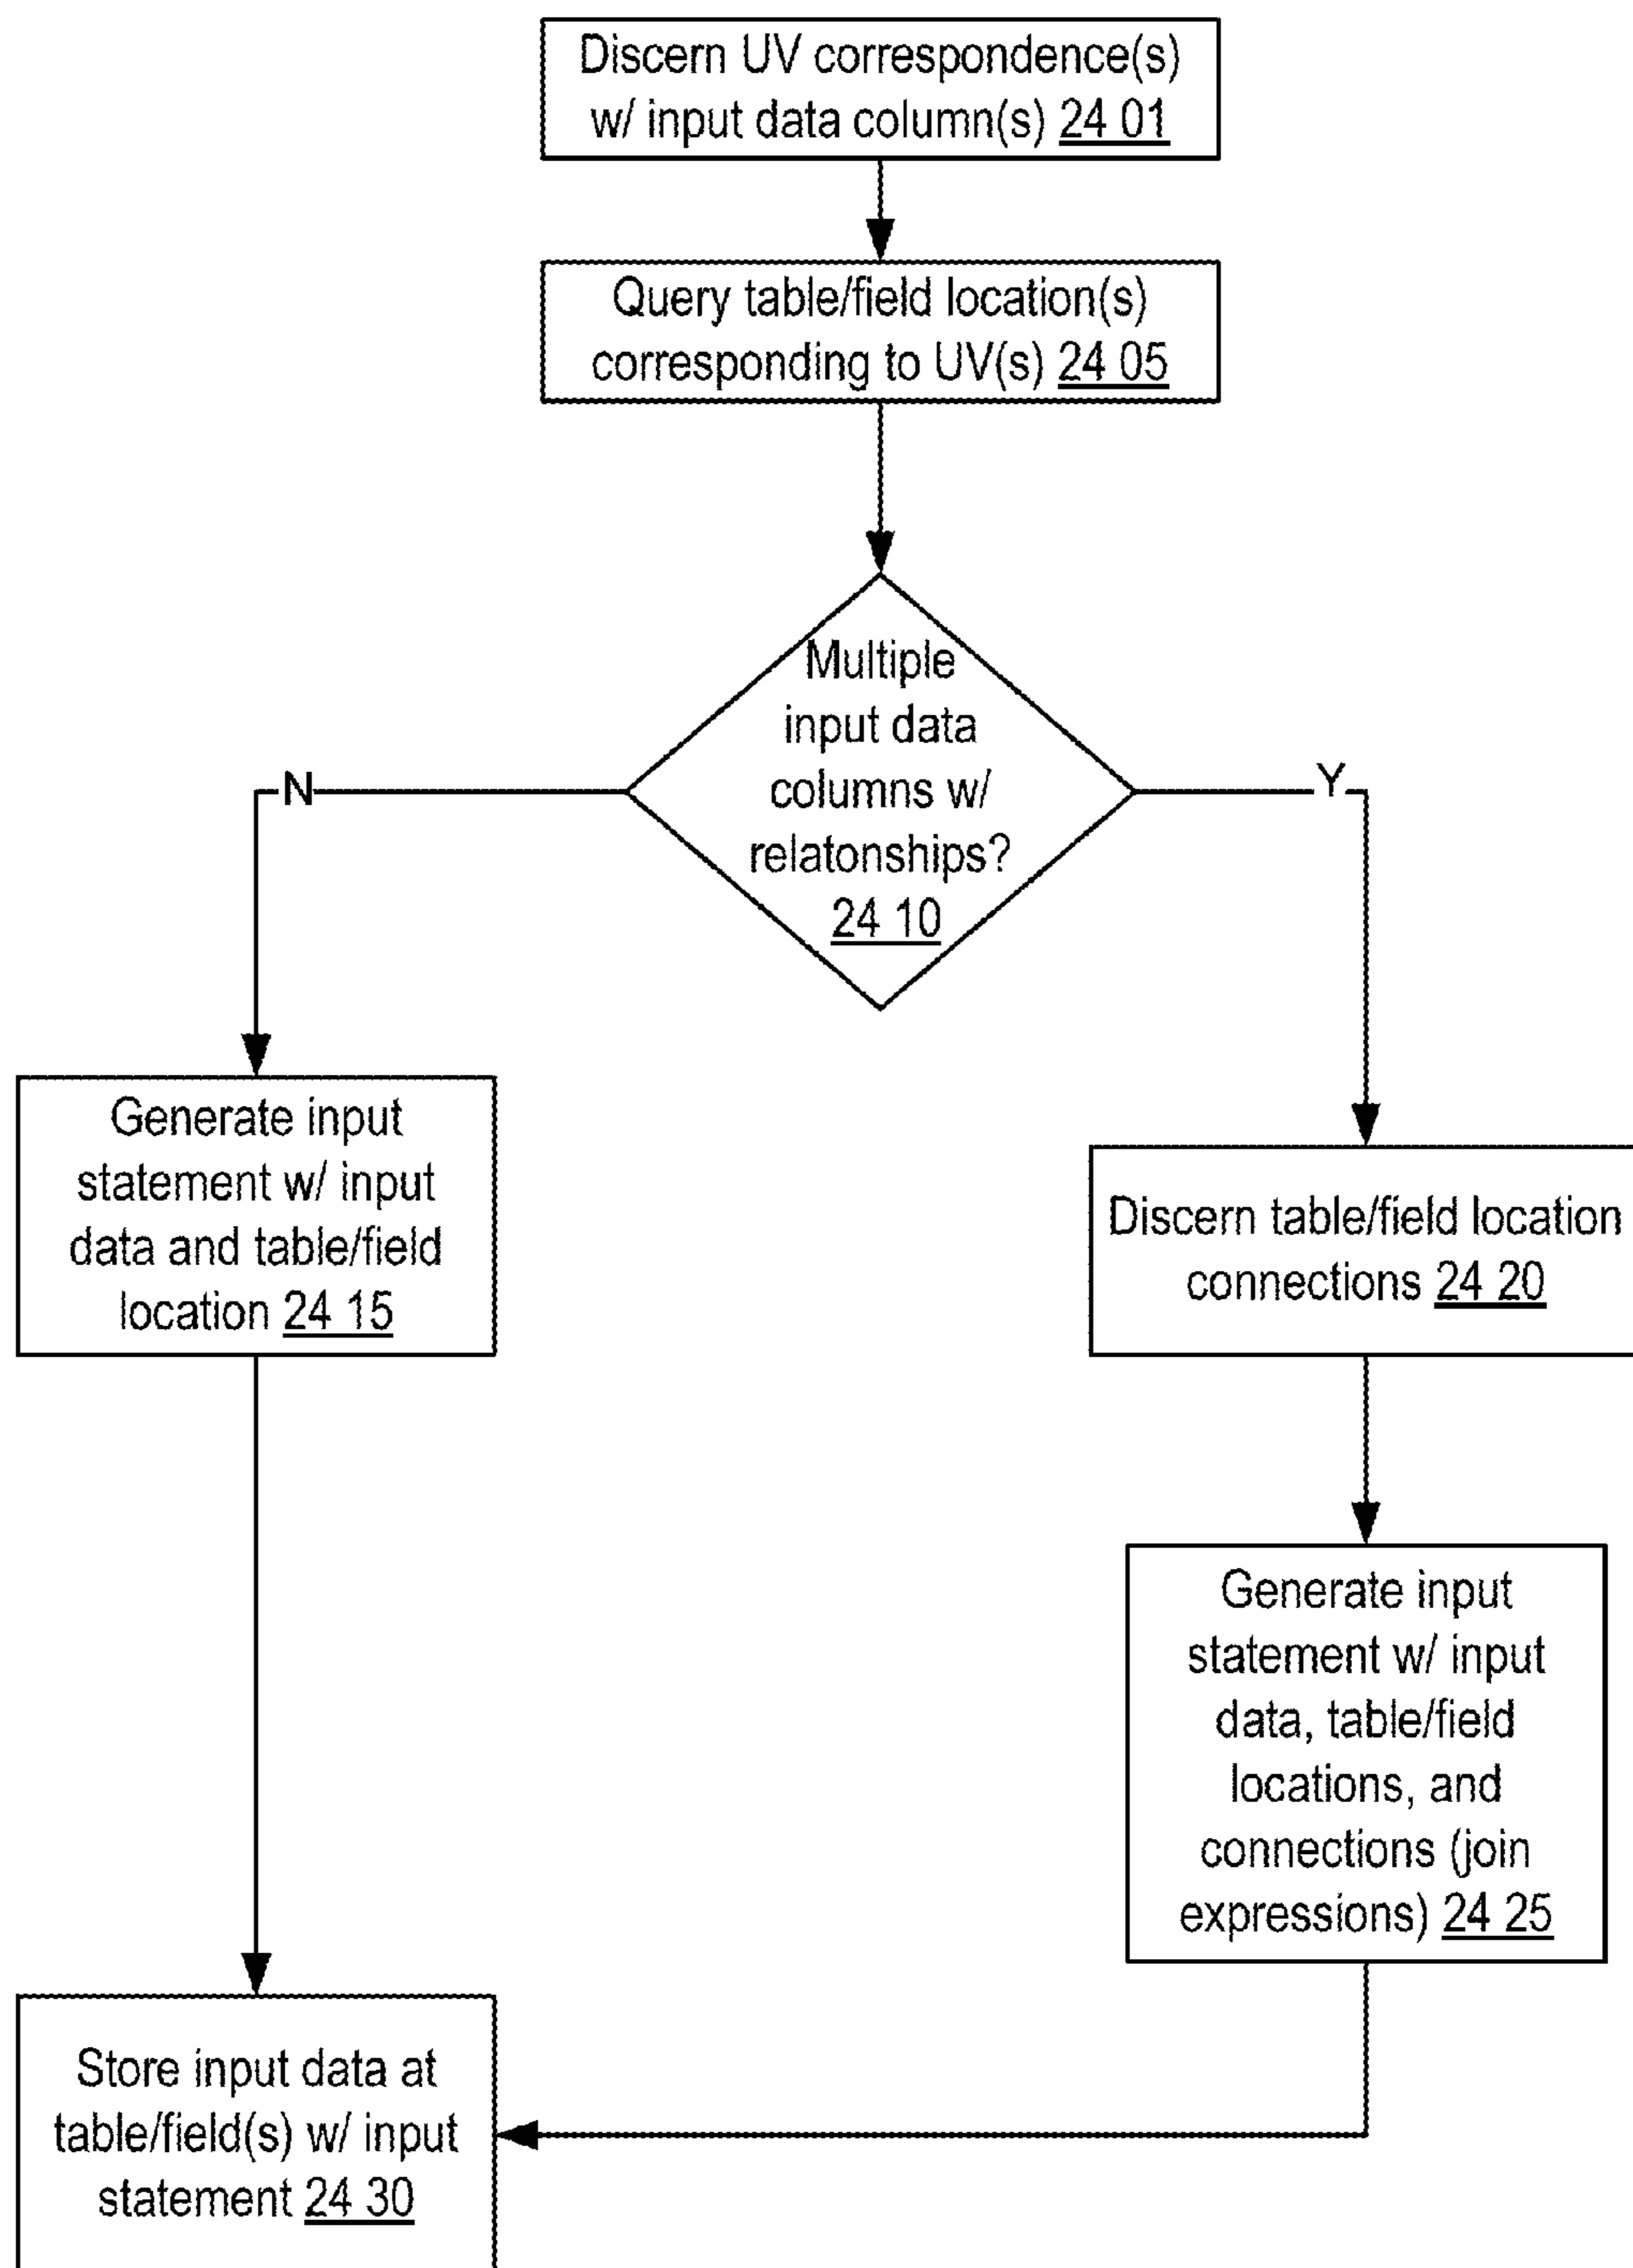 Discern UV correspondence(s)
w/ input data column(s) 24 01
Query table/field location(s)
corresponding to UV(s) 24 05
Multiple
input data
columns w/
relatonships?
24 10
N
Y
Generate input
statement w/ input
data and table/field
location 24 15
Discern table/field location
connections 24 20
Generate input
statement w/ input
data, table/field
locations, and
connections (join
expressions) 24 25
Store input data at
table/field(s) w/ input
statement 24 30